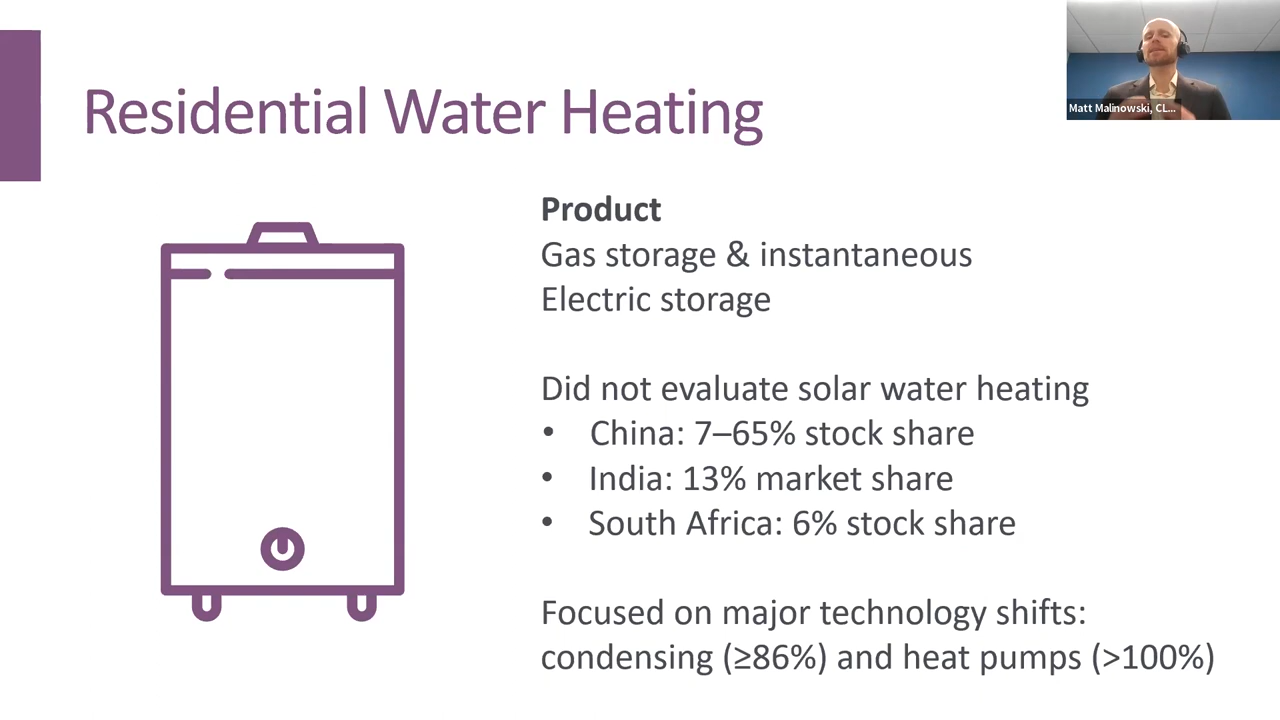 Residential Water Heating
Matt Malinowski, CL...
Product
Gas storage & instantaneous
Electric storage
Did not evaluate solar water heating
• China: 7–65% stock share
• India: 13% market share
• South Africa: 6% stock share
Focused on major technology shifts:
condensing (≥86%) and heat pumps (>100%)